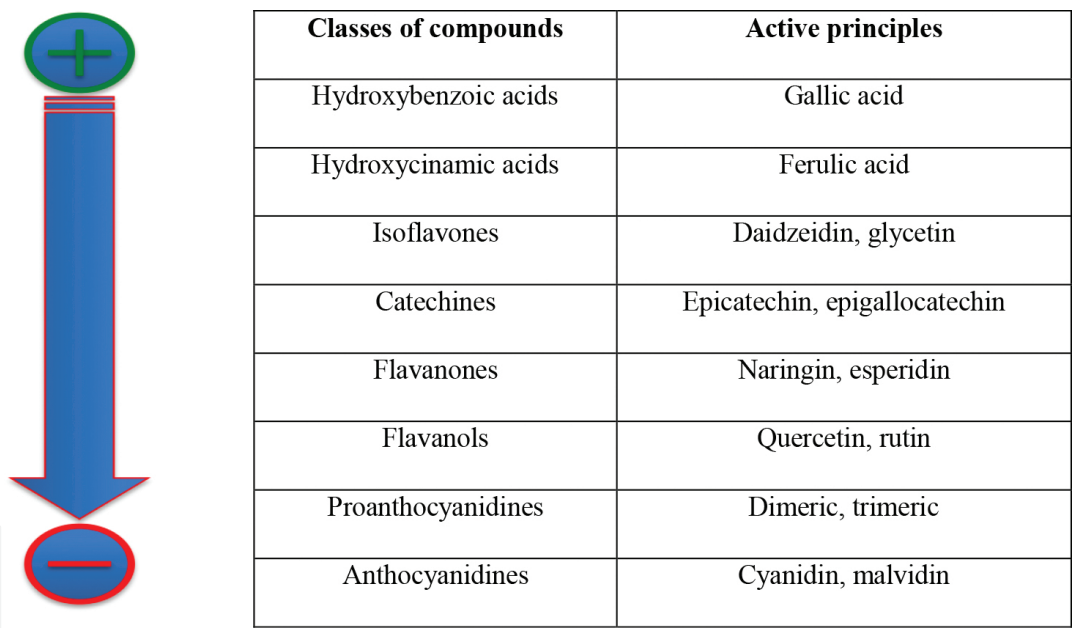 Classes of compounds Active principles
Hydroxybenzoic acids Gallic acid
Hydroxycinamic acids Ferulic acid
Isoflavones Daidzeidin, glycetin
Catechines Epicatechin, epigallocatechin
Flavanones Naringin, esperidin
Flavanols Quercetin, rutin
Proanthocyanidines Dimeric, trimeric
Anthocyanidines Cyanidin, malvidin